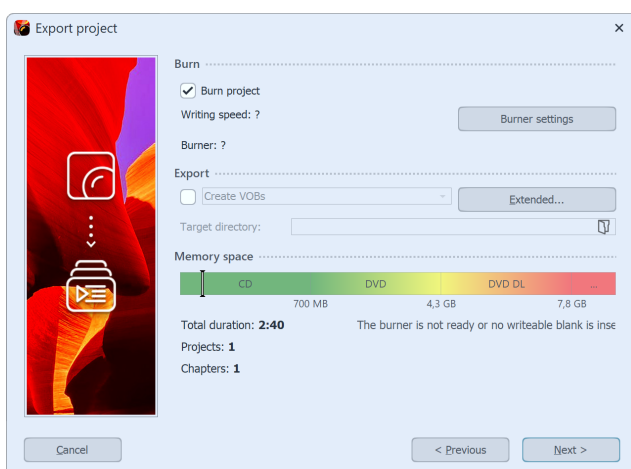 Export project
Burn
Burn project
Writing speed: ?
Burner settings
Burner: ?
Export
Create VOBs
Extended...
Target directory:
Memory space
CD DVD DVD DL ...
700 MB 4,3 GB 7,8 GB
Total duration: 2:40 The burner is not ready or no writeable blank is inse
Projects: 1
Chapters: 1
Cancel < Previous Next >